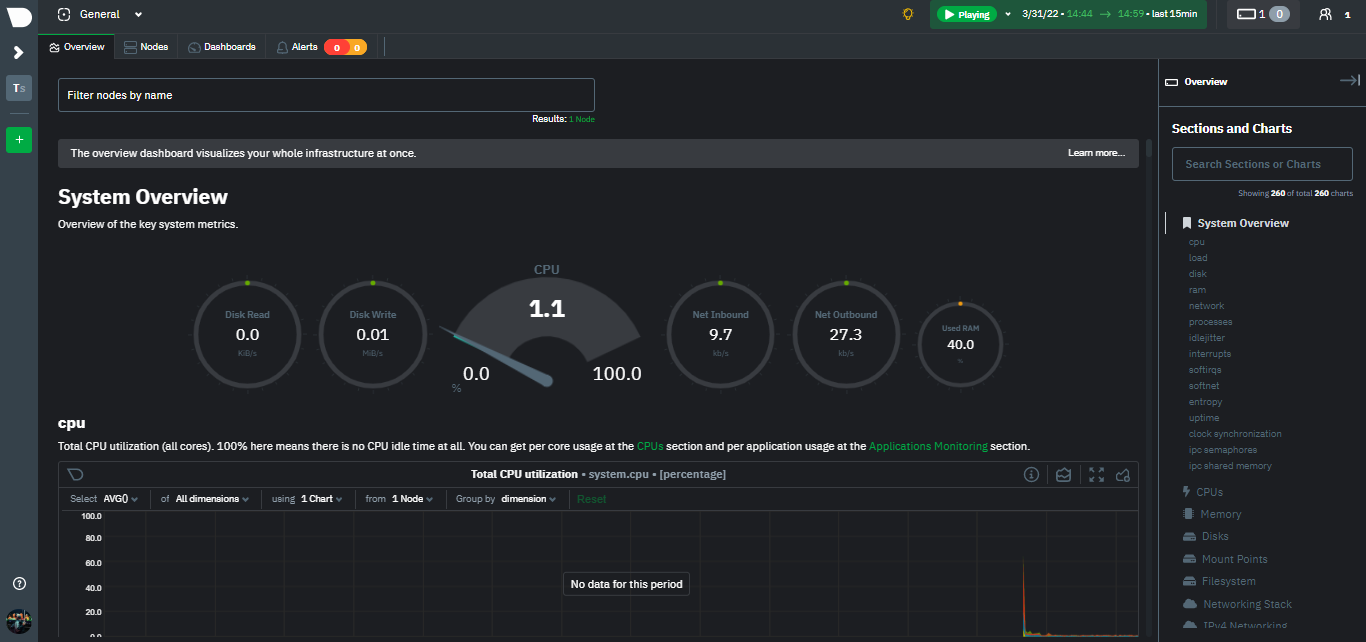 General
Playing 3/31/22 • 14:44 → 14:59 • last 15min
1 0
1
Overview Nodes Dashboards Alerts 0 0
Ts
+
Filter nodes by name
Results: 1 Node
The overview dashboard visualizes your whole infrastructure at once. Learn more...
System Overview
Overview of the key system metrics.
Disk Read
0.0
KiB/s
Disk Write
0.01
MiB/s
CPU
1.1
0.0 100.0
%
Net Inbound
9.7
kb/s
Net Outbound
27.3
kb/s
Used RAM
40.0
%
cpu
Total CPU utilization (all cores). 100% here means there is no CPU idle time at all. You can get per core usage at the CPUs section and per application usage at the Applications Monitoring section.
Total CPU utilization • system.cpu • [percentage]
Select AVG() of All dimensions using 1 Chart from 1 Node Group by dimension Reset
100.0
80.0
60.0
40.0
20.0
0.0
No data for this period
Overview
Sections and Charts
Search Sections or Charts
Showing 260 of total 260 charts
System Overview
cpu
load
disk
ram
network
processes
idlejitter
interrupts
softirqs
softnet
entropy
uptime
clock synchronization
ipc semaphores
ipc shared memory
CPUs
Memory
Disks
Mount Points
Filesystem
Networking Stack
IPv4 Networking